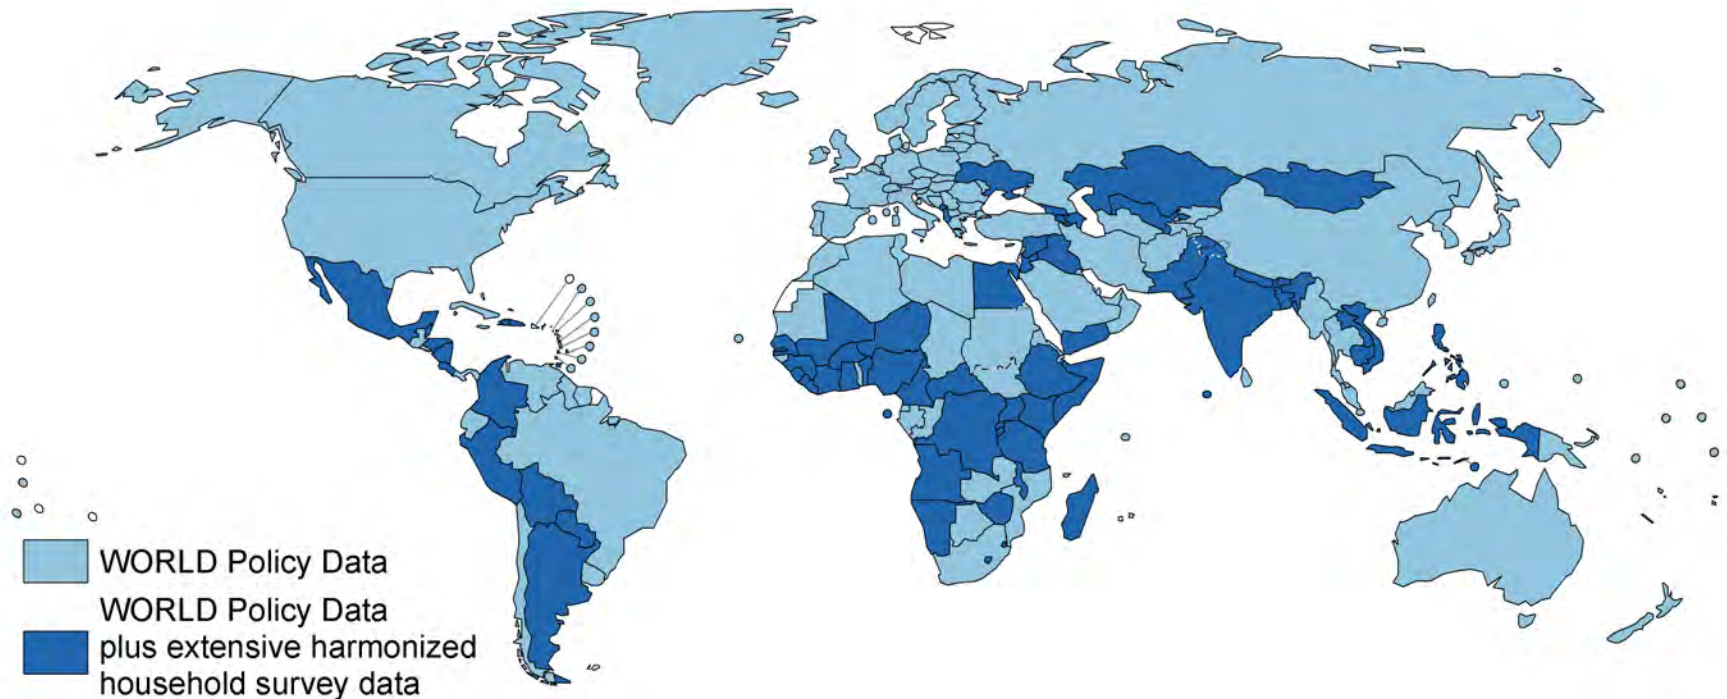 WORLD Policy Data
WORLD Policy Data
plus extensive harmonized
household survey data